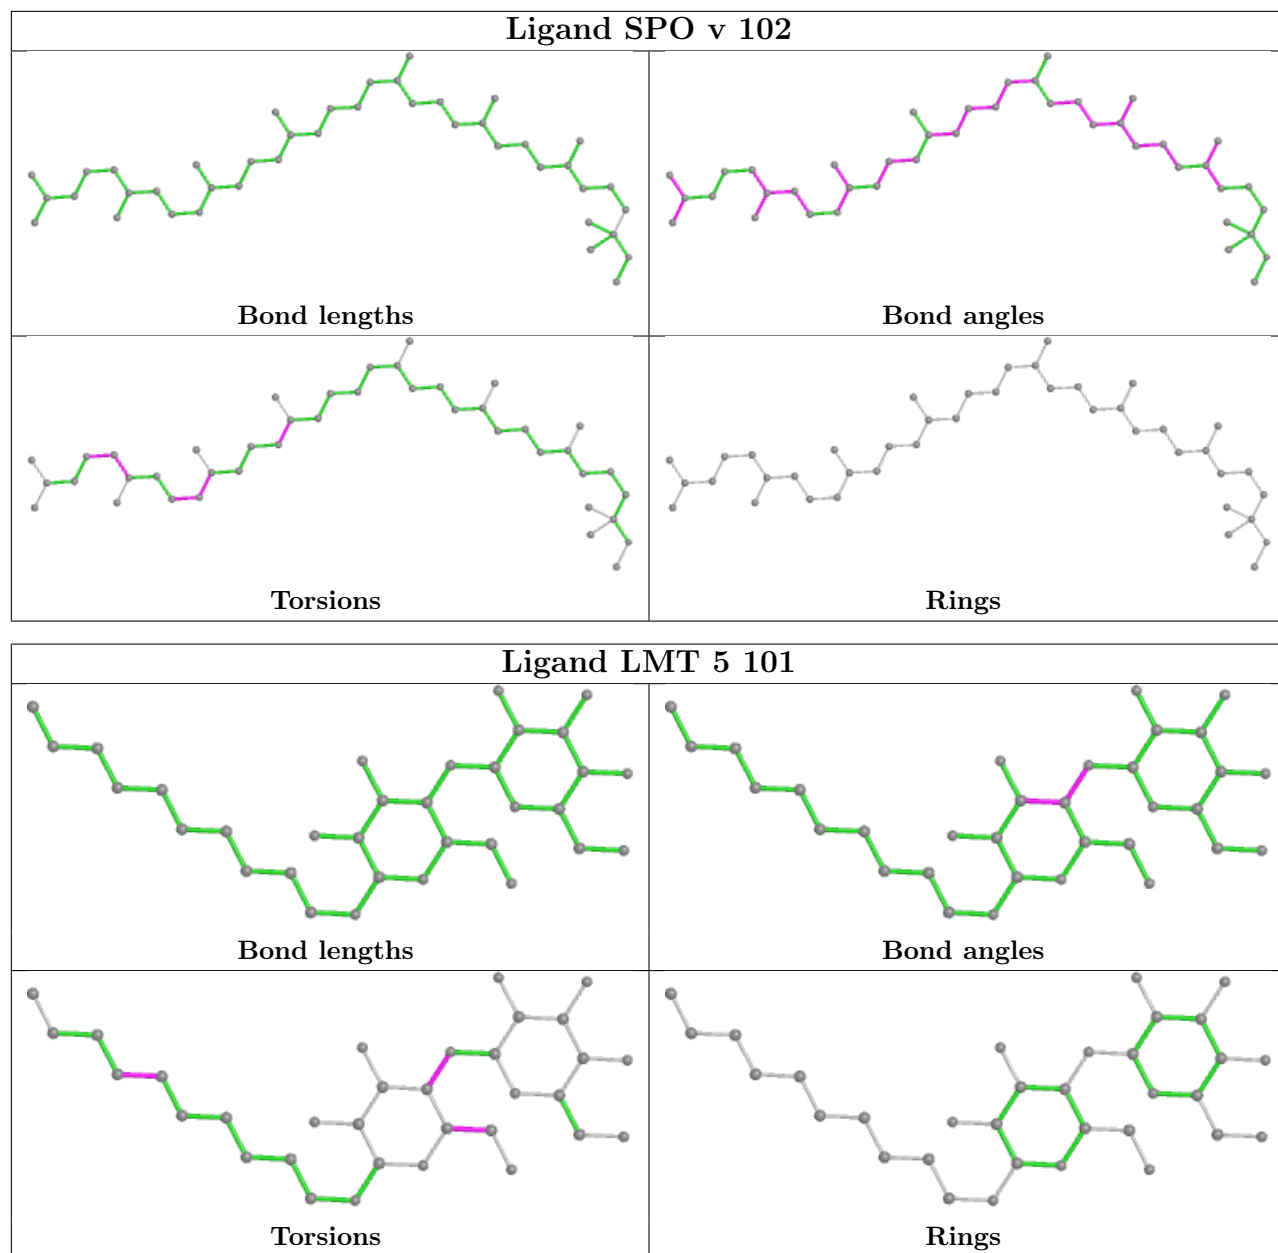 Ligand SPO v 102
Bond lengths
Bond angles
Torsions
Rings
Ligand LMT 5 101
Bond lengths
Bond angles
Torsions
Rings